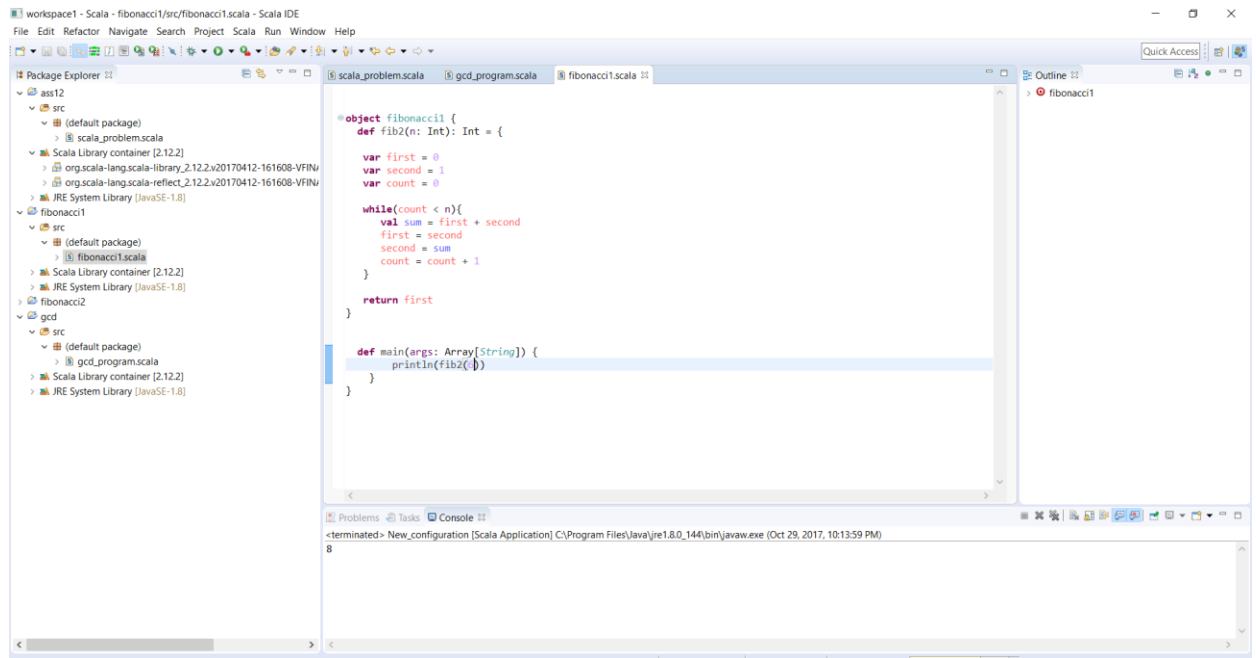 workspace1 - Scala - fibonacci1/src/fibonacci1.scala - Scala IDE
File Edit Refactor Navigate Search Project Scala Run Window Help
Quick Access
Package Explorer
ass12
src
(default package)
scala_problem.scala
Scala Library container [2.12.2]
org.scala-lang.scala-library_2.12.2.v20170412-161608-VFINA
org.scala-lang.scala-reflect_2.12.2.v20170412-161608-VFINA
JRE System Library [JavaSE-1.8]
fibonacci1
src
(default package)
fibonacci1.scala
Scala Library container [2.12.2]
JRE System Library [JavaSE-1.8]
fibonacci2
gcd
src
(default package)
gcd_program.scala
Scala Library container [2.12.2]
JRE System Library [JavaSE-1.8]
scala_problem.scala gcd_program.scala fibonacci1.scala
object fibonacci1 {
def fib2(n: Int): Int = {
var first = 0
var second = 1
var count = 0
while(count < n){
val sum = first + second
first = second
second = sum
count = count + 1
}
return first
}
def main(args: Array[String]) {
println(fib2(6))
}
}
Outline
fibonacci1
Problems Tasks Console
<terminated> New_configuration [Scala Application] C:\Program Files\Java\jre1.8.0_144\bin\javaw.exe (Oct 29, 2017, 10:13:59 PM)
8